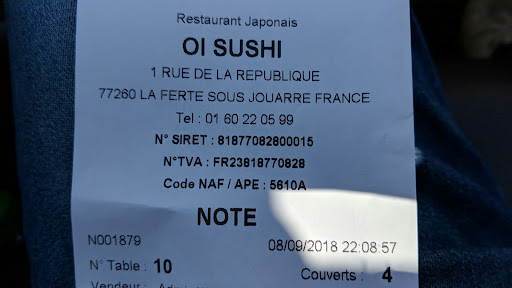 Restaurant Japonais
OI SUSHI
1 RUE DE LA REPUBLIQUE
77260 LA FERTE SOUS JOUARRE FRANCE
Tel : 01 60 22 05 99
N° SIRET : 81877082800015
N°TVA : FR23818770828
Code NAF / APE : 5610A
NOTE
N001879 08/09/2018 22:08:57
N° Table : 10 Couverts : 4
Vendeur :